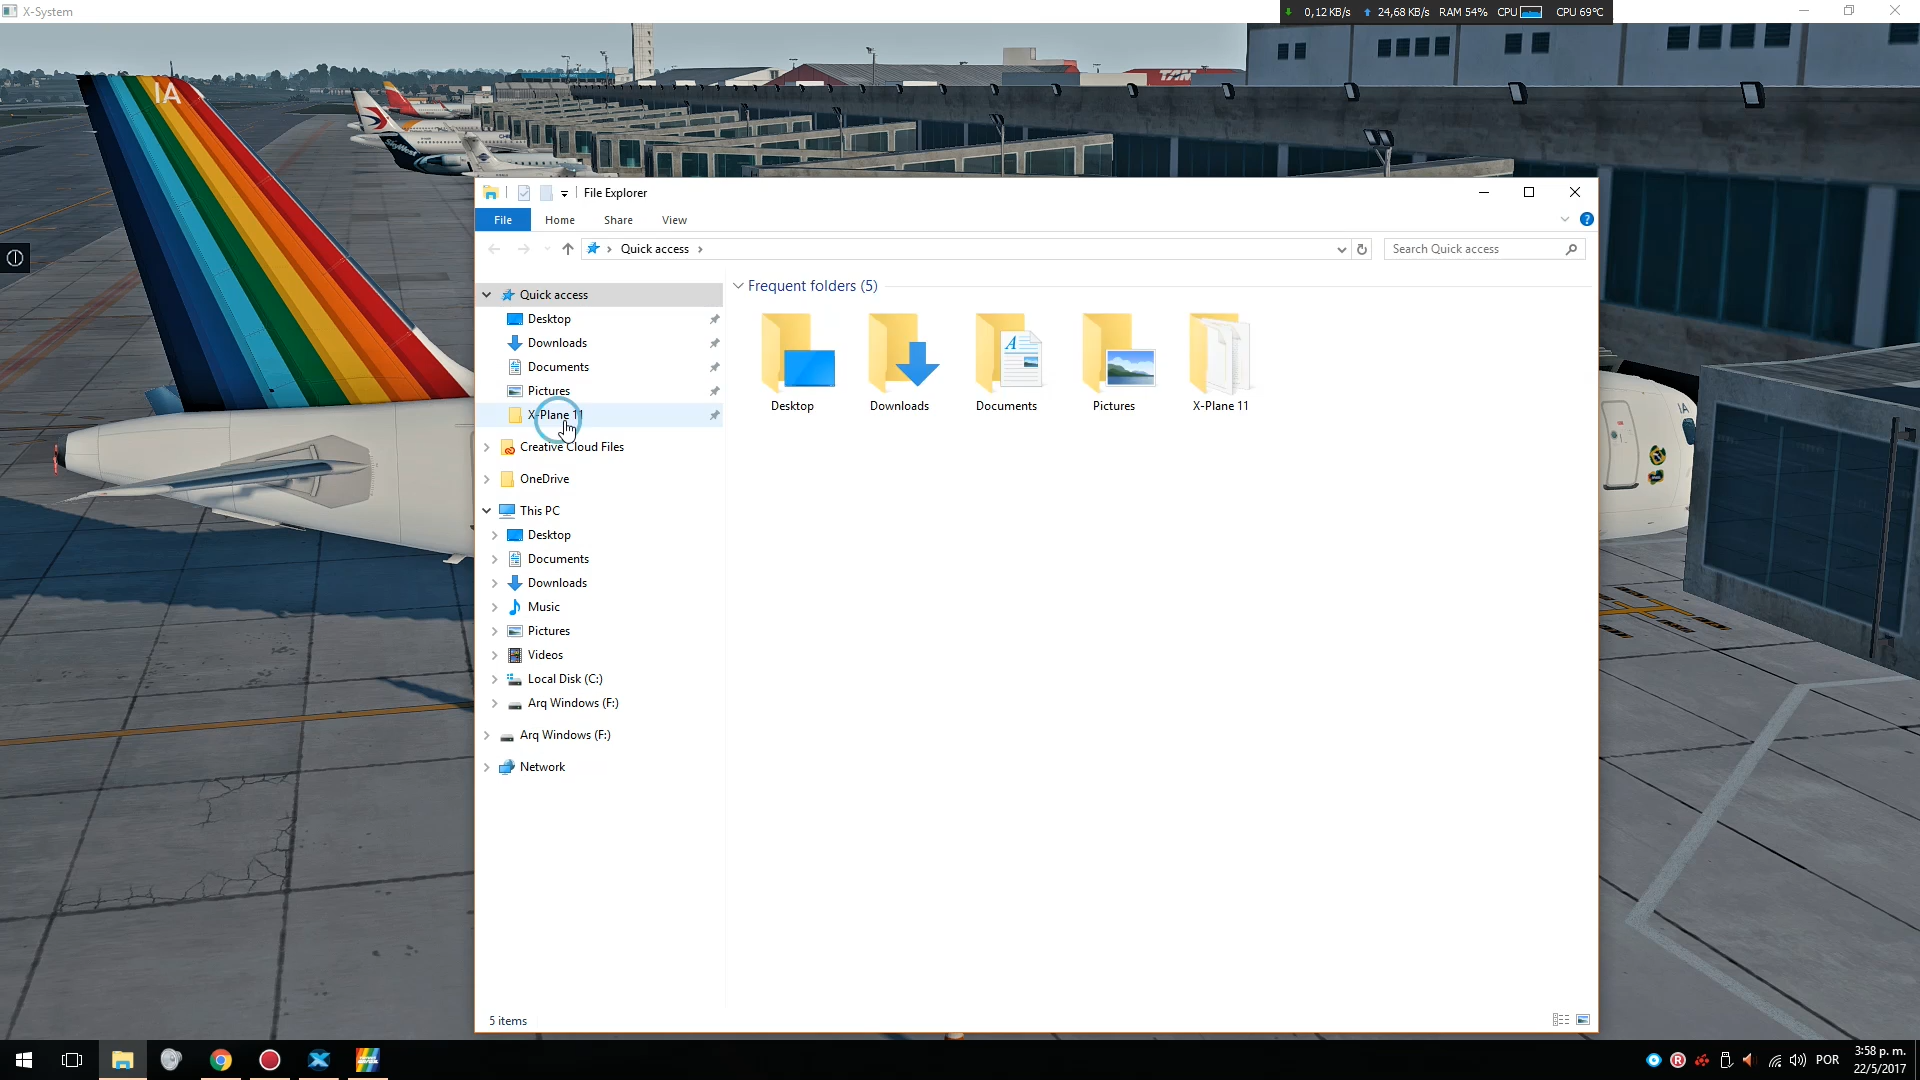 X-System
0,12 KB/s 24,68 KB/s RAM 54% CPU CPU 69°C
IA
TAM
SkyWest
File Explorer
File Home Share View
Quick access
Search Quick access
Quick access
Desktop
Downloads
Documents
Pictures
X-Plane 11
Creative Cloud Files
OneDrive
This PC
Desktop
Documents
Downloads
Music
Pictures
Videos
Local Disk (C:)
Arq Windows (F:)
Arq Windows (F:)
Network
Frequent folders (5)
Desktop Downloads Documents Pictures X-Plane 11
5 items
IA
POR
3:58 p. m.
22/5/2017